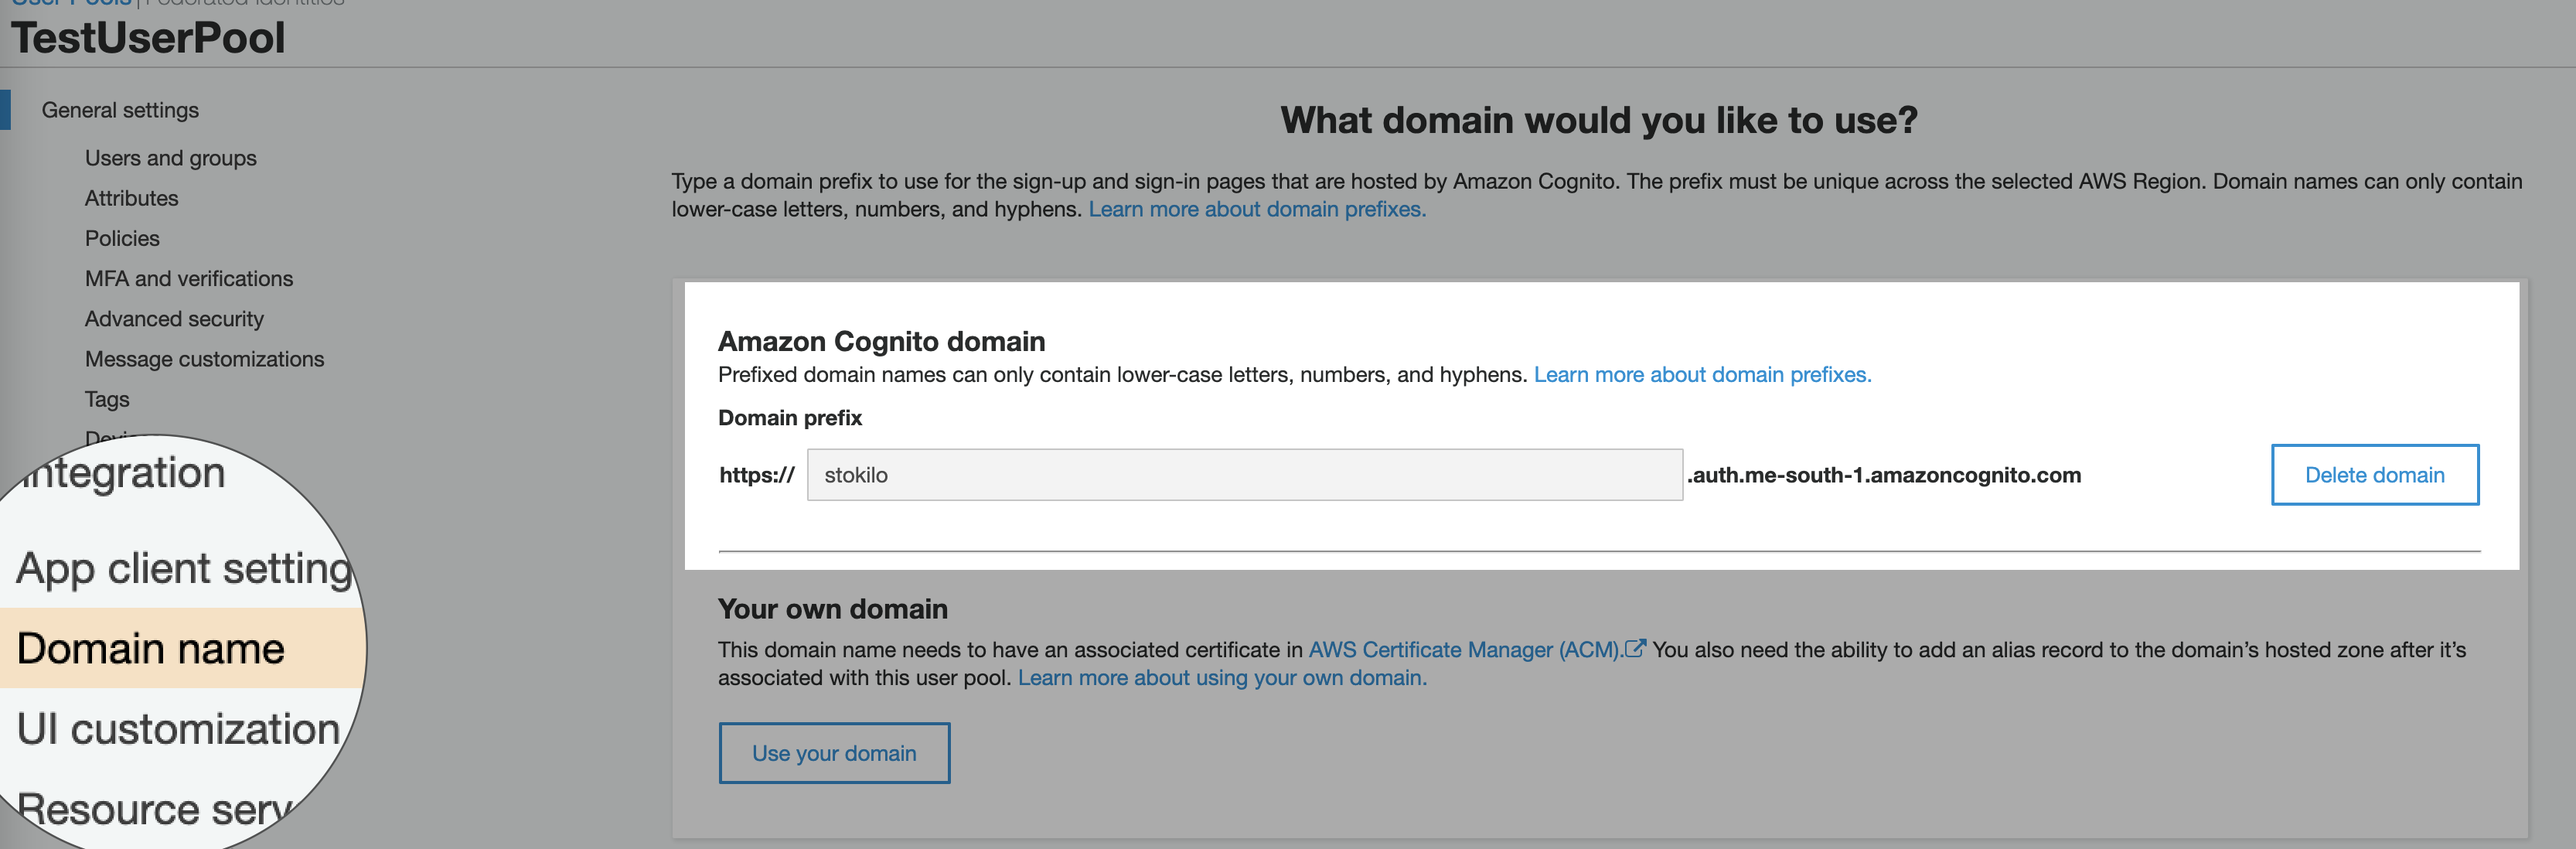 User Pools | Federated Identities
TestUserPool
General settings
Users and groups
Attributes
Policies
MFA and verifications
Advanced security
Message customizations
Tags
Integration
App client setting
Domain name
UI customization
Resource serv
What domain would you like to use?
Type a domain prefix to use for the sign-up and sign-in pages that are hosted by Amazon Cognito. The prefix must be unique across the selected AWS Region. Domain names can only contain
lower-case letters, numbers, and hyphens. Learn more about domain prefixes.
Amazon Cognito domain
Prefixed domain names can only contain lower-case letters, numbers, and hyphens. Learn more about domain prefixes.
Domain prefix
https:// stokilo .auth.me-south-1.amazoncognito.com Delete domain
Your own domain
This domain name needs to have an associated certificate in AWS Certificate Manager (ACM). You also need the ability to add an alias record to the domain’s hosted zone after it’s
associated with this user pool. Learn more about using your own domain.
Use your domain